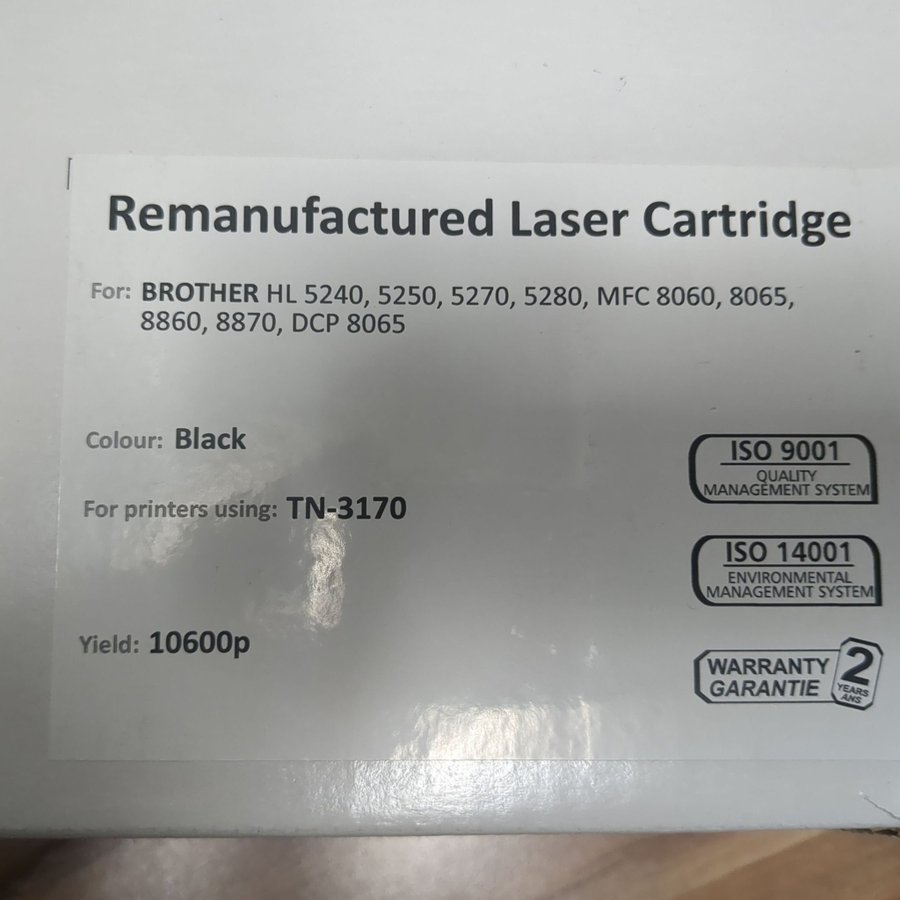 Remanufactured Laser Cartridge
For: BROTHER HL 5240, 5250, 5270, 5280, MFC 8060, 8065,
8860, 8870, DCP 8065
Colour: Black
For printers using: TN-3170
Yield: 10600p
ISO 9001
QUALITY
MANAGEMENT SYSTEM
ISO 14001
ENVIRONMENTAL
MANAGEMENT SYSTEM
WARRANTY
GARANTIE
2
YEARS
ANS